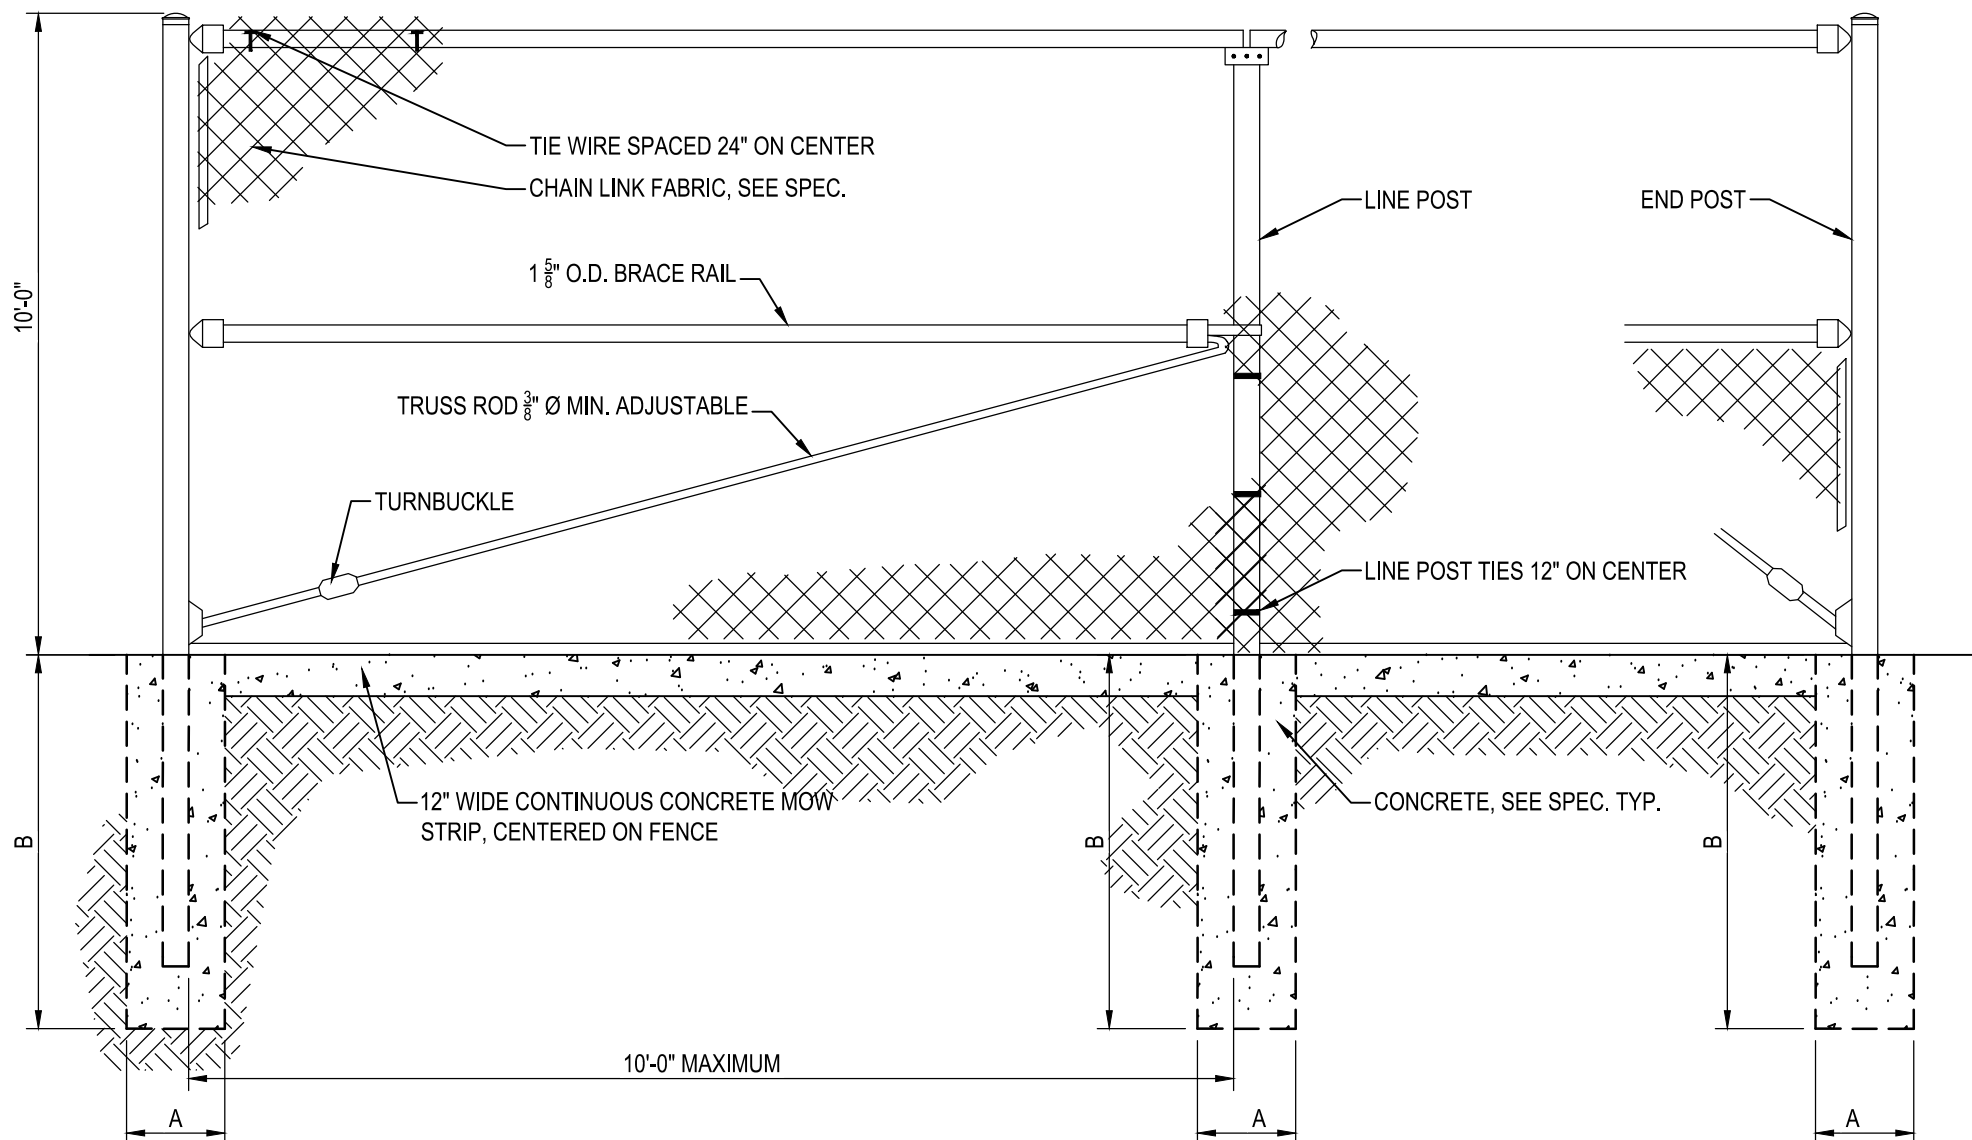 TIE WIRE SPACED 24" ON CENTER
CHAIN LINK FABRIC, SEE SPEC.
LINE POST
END POST
1 5/8" O.D. BRACE RAIL
10'-0"
TRUSS ROD 3/8" Ø MIN. ADJUSTABLE
TURNBUCKLE
LINE POST TIES 12" ON CENTER
12" WIDE CONTINUOUS CONCRETE MOW
STRIP, CENTERED ON FENCE
CONCRETE, SEE SPEC. TYP.
B
B
B
10'-0" MAXIMUM
A
A
A